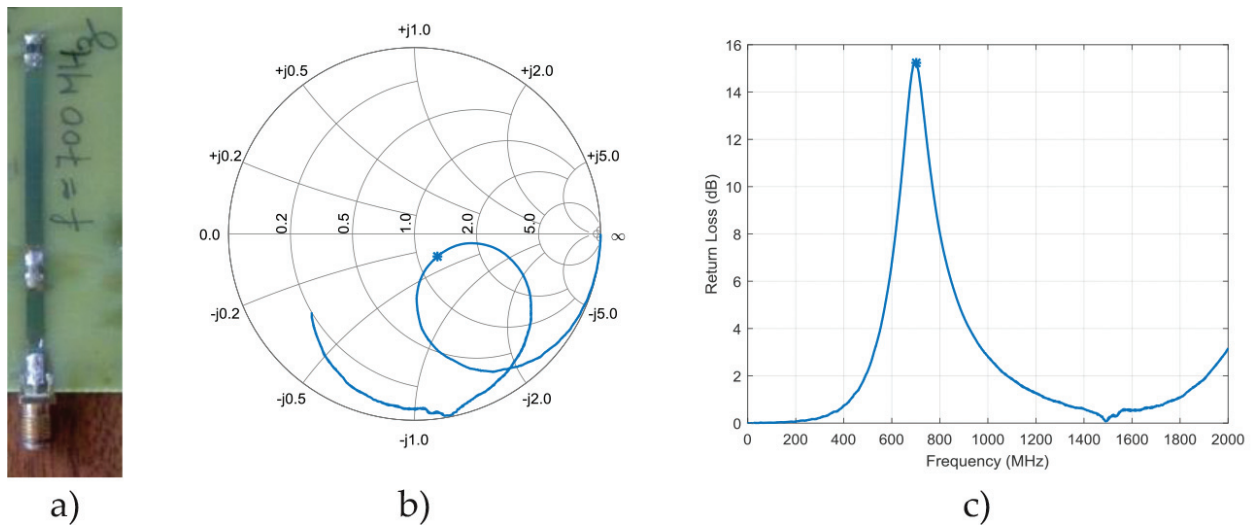 f = 700 MHz
+j1.0
+j0.5
+j2.0
+j0.2
+j5.0
0.0
0.2
0.5
1.0
2.0
5.0
∞
-j0.2
-j5.0
-j0.5
-j2.0
-j1.0
Return Loss (dB)
16
14
12
10
8
6
4
2
0
0 200 400 600 800 1000 1200 1400 1600 1800 2000
Frequency (MHz)
a)
b)
c)